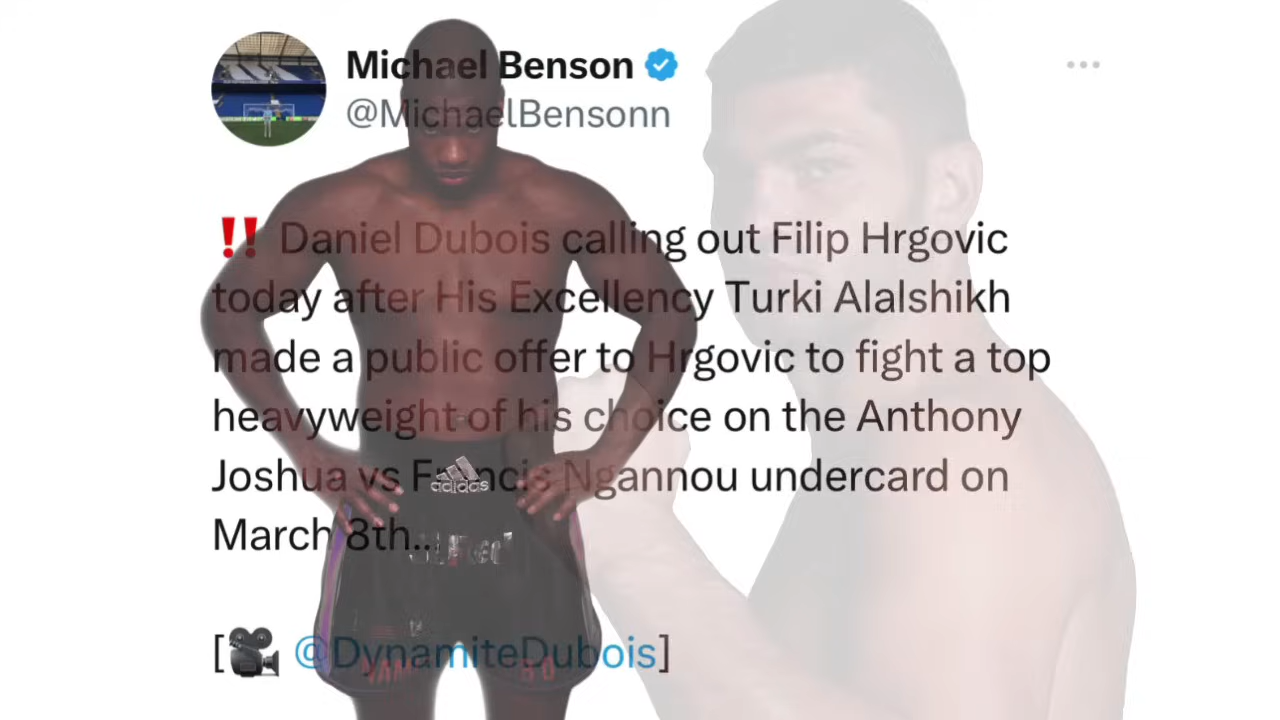 Michael Benson
@MichaelBensonn
‼️ Daniel Dubois calling out Filip Hrgovic
today after His Excellency Turki Alalshikh
made a public offer to Hrgovic to fight a top
heavyweight of his choice on the Anthony
Joshua vs Francis Ngannou undercard on
March 8th...
adidas
[🎥 @DynamiteDubois]